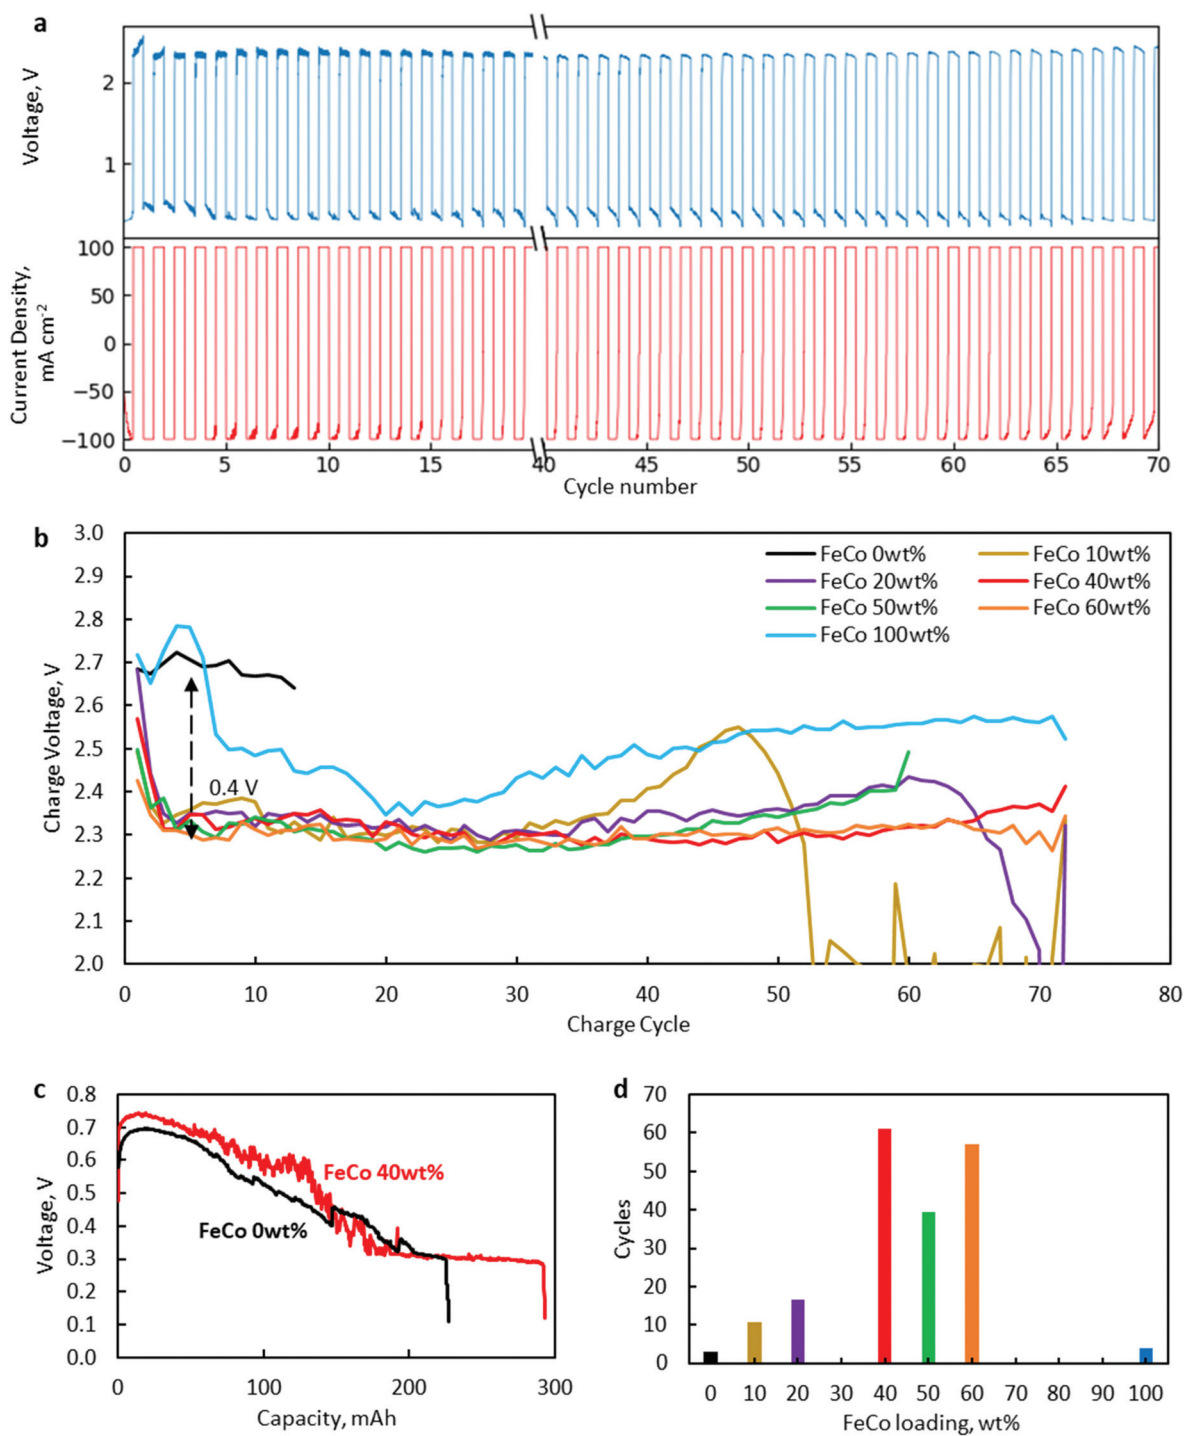 a
2
1
Voltage, V
100
50
0
−50
−100
Current Density,
mA cm-2
0 5 10 15 40 45 50 55 60 65 70
Cycle number
b
3.0
2.9
2.8
2.7
2.6
2.5
2.4
2.3
2.2
2.1
2.0
Charge Voltage, V
FeCo 0wt% FeCo 10wt%
FeCo 20wt% FeCo 40wt%
FeCo 50wt% FeCo 60wt%
FeCo 100wt%
0.4 V
0 10 20 30 40 50 60 70 80
Charge Cycle
c
0.8
0.7
0.6
0.5
0.4
0.3
0.2
0.1
0.0
Voltage, V
FeCo 40wt%
FeCo 0wt%
0 100 200 300
Capacity, mAh
d
70
60
50
40
30
20
10
0
Cycles
0 10 20 30 40 50 60 70 80 90 100
FeCo loading, wt%